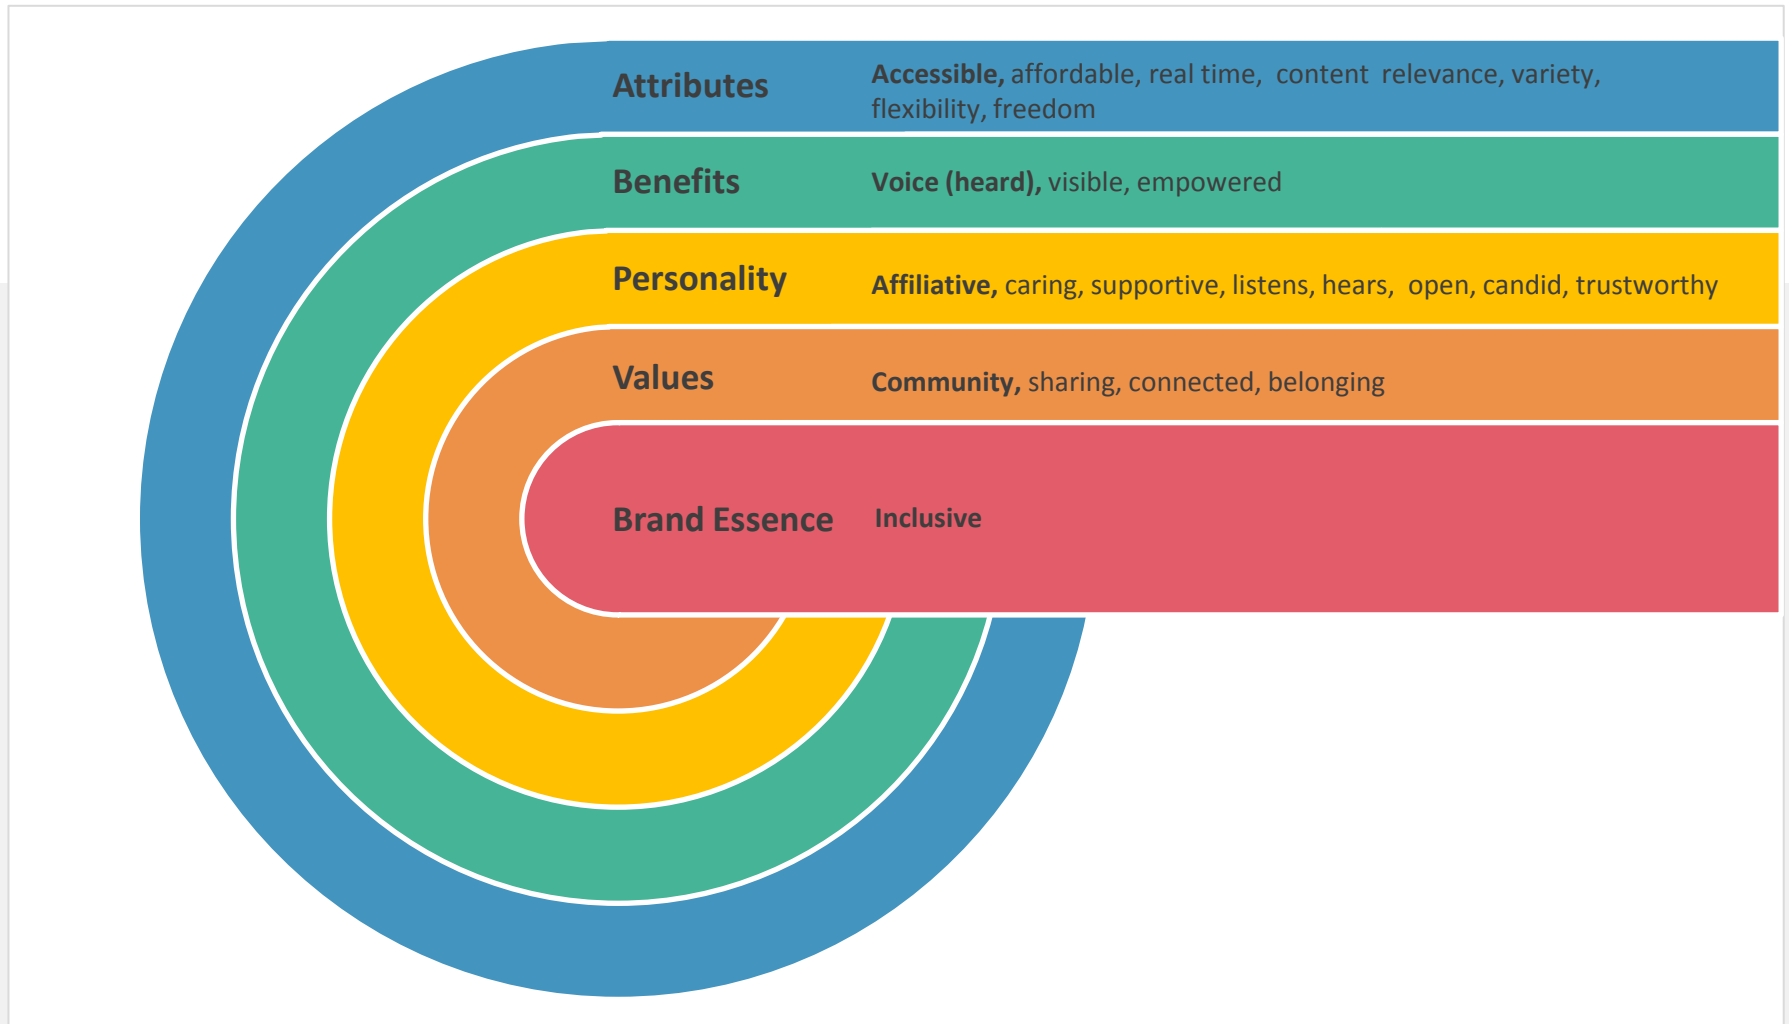 Attributes
Accessible, affordable, real time, content relevance, variety,
flexibility, freedom
Benefits
Voice (heard), visible, empowered
Personality
Affiliative, caring, supportive, listens, hears, open, candid, trustworthy
Values
Community, sharing, connected, belonging
Brand Essence
Inclusive